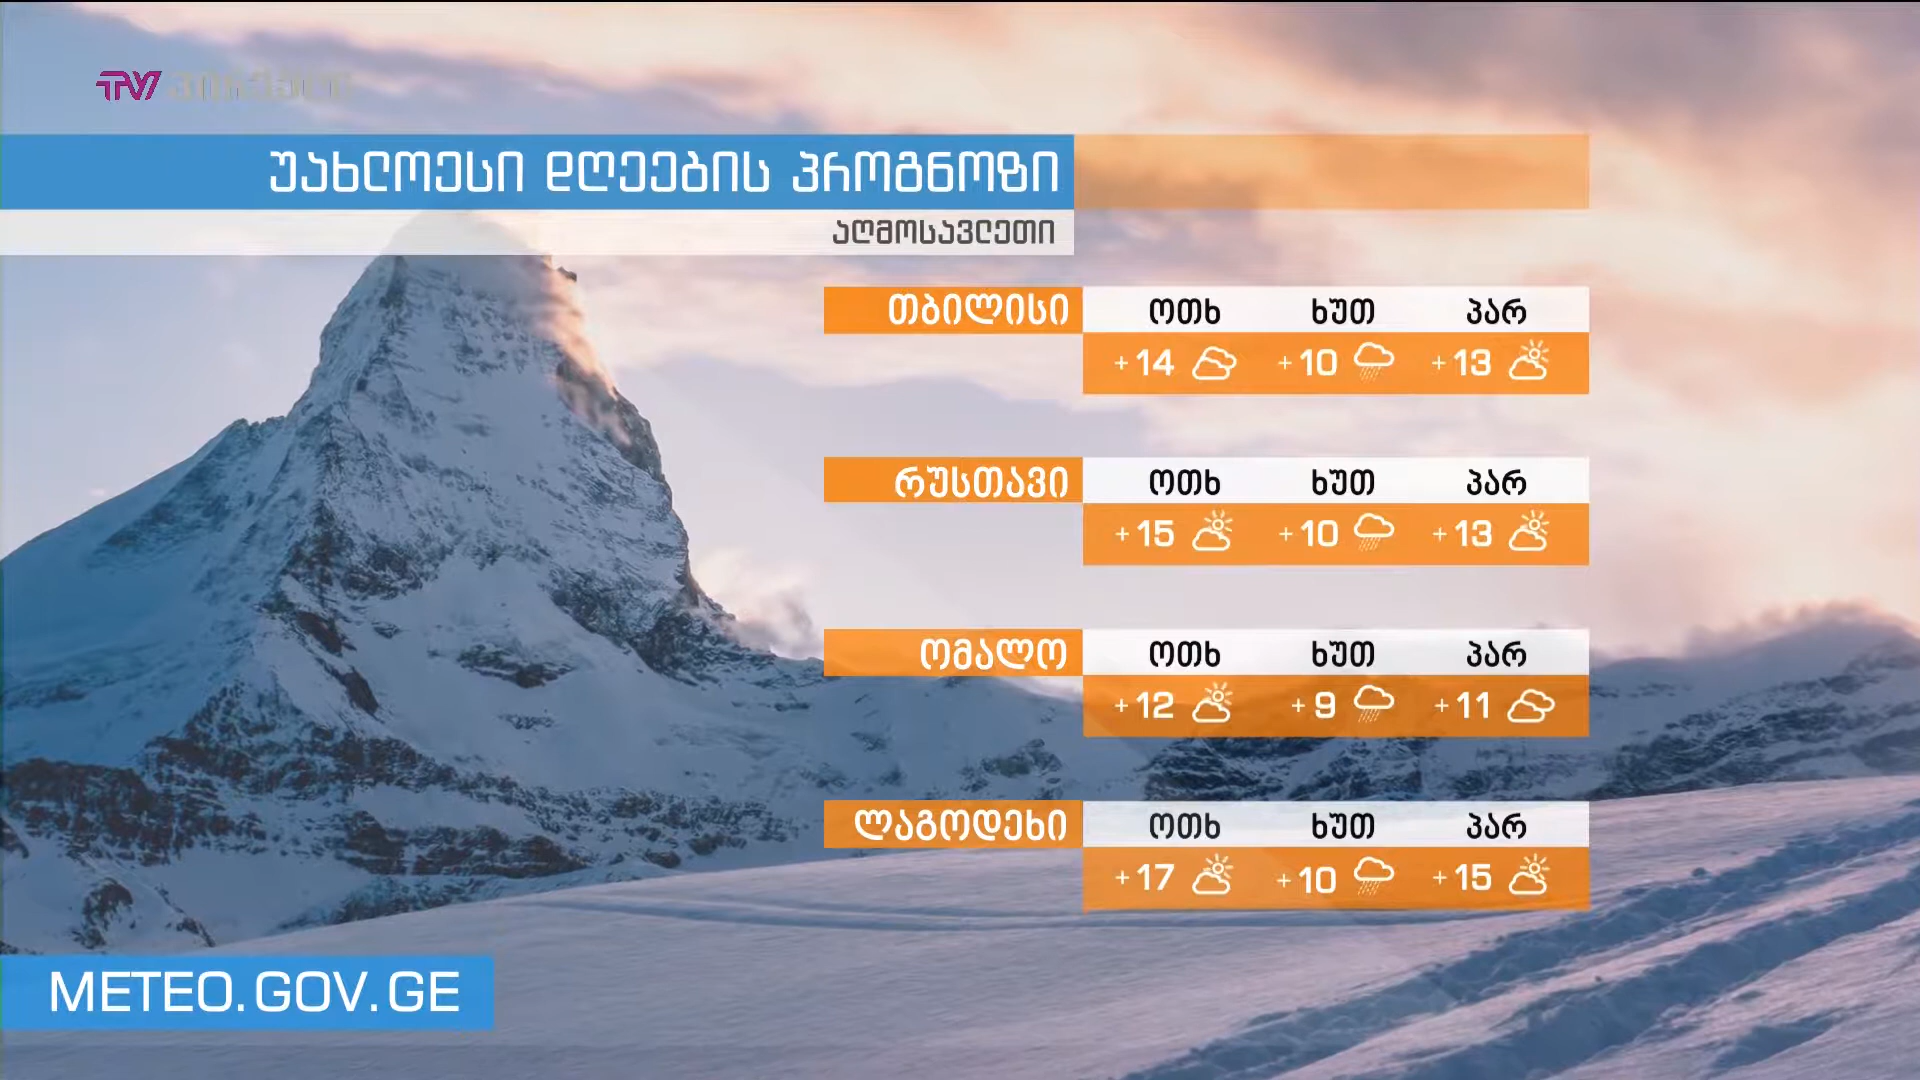 TV პირველი
უახლოესი დღეების პროგნოზი
აღმოსავლეთი
თბილისი ოთხ ხუთ პარ
+14 +10 +13
რუსთავი ოთხ ხუთ პარ
+15 +10 +13
ომალო ოთხ ხუთ პარ
+12 +9 +11
ლაგოდეხი ოთხ ხუთ პარ
+17 +10 +15
METEO.GOV.GE